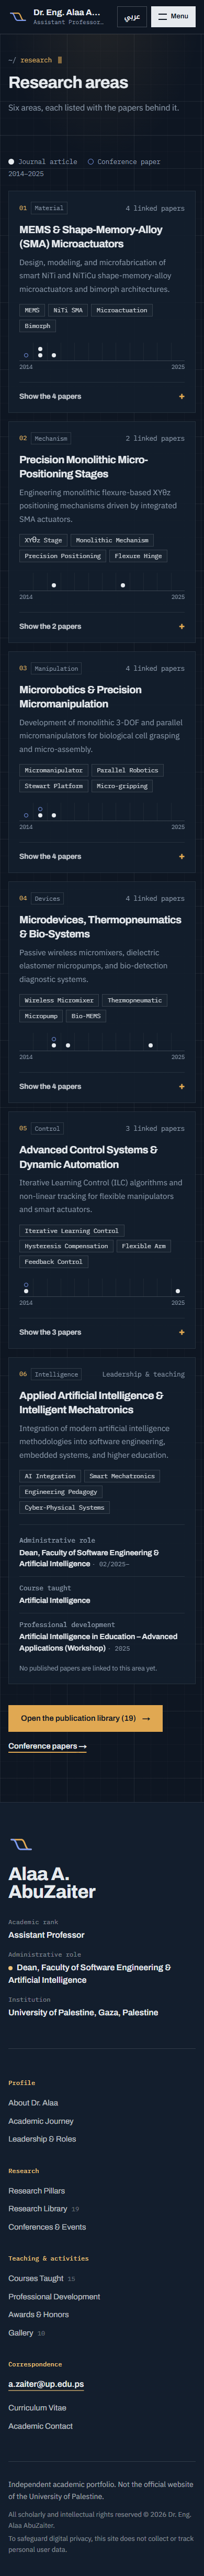 Dr. Eng. Alaa A...
Assistant Professor...
عربي
Menu
~/ research
Research areas
Six areas, each listed with the papers behind it.
Journal article
Conference paper
2014–2025
01 Material 4 linked papers
MEMS & Shape-Memory-Alloy
(SMA) Microactuators
Design, modeling, and microfabrication of
smart NiTi and NiTiCu shape-memory-alloy
microactuators and bimorph architectures.
MEMS NiTi SMA Microactuation
Bimorph
2014 2025
Show the 4 papers +
02 Mechanism 2 linked papers
Precision Monolithic Micro-
Positioning Stages
Engineering monolithic flexure-based XYθz
positioning mechanisms driven by integrated
SMA actuators.
XYθz Stage Monolithic Mechanism
Precision Positioning Flexure Hinge
2014 2025
Show the 2 papers +
03 Manipulation 4 linked papers
Microrobotics & Precision
Micromanipulation
Development of monolithic 3-DOF and parallel
micromanipulators for biological cell grasping
and micro-assembly.
Micromanipulator Parallel Robotics
Stewart Platform Micro-gripping
2014 2025
Show the 4 papers +
04 Devices 4 linked papers
Microdevices, Thermopneumatics
& Bio-Systems
Passive wireless micromixers, dielectric
elastomer micropumps, and bio-detection
diagnostic systems.
Wireless Micromixer Thermopneumatic
Micropump Bio-MEMS
2014 2025
Show the 4 papers +
05 Control 3 linked papers
Advanced Control Systems &
Dynamic Automation
Iterative Learning Control (ILC) algorithms and
non-linear tracking for flexible manipulators
and smart actuators.
Iterative Learning Control
Hysteresis Compensation Flexible Arm
Feedback Control
2014 2025
Show the 3 papers +
06 Intelligence Leadership & teaching
Applied Artificial Intelligence &
Intelligent Mechatronics
Integration of modern artificial intelligence
methodologies into software engineering,
embedded systems, and higher education.
AI Integration Smart Mechatronics
Engineering Pedagogy
Cyber-Physical Systems
Administrative role
Dean, Faculty of Software Engineering &
Artificial Intelligence · 02/2025–
Course taught
Artificial Intelligence
Professional development
Artificial Intelligence in Education – Advanced
Applications (Workshop) · 2025
No published papers are linked to this area yet.
Open the publication library (19) →
Conference papers →
Alaa A.
AbuZaiter
Academic rank
Assistant Professor
Administrative role
Dean, Faculty of Software Engineering &
Artificial Intelligence
Institution
University of Palestine, Gaza, Palestine
Profile
About Dr. Alaa
Academic Journey
Leadership & Roles
Research
Research Pillars
Research Library 19
Conferences & Events
Teaching & activities
Courses Taught 15
Professional Development
Awards & Honors
Gallery 10
Correspondence
a.zaiter@up.edu.ps
Curriculum Vitae
Academic Contact
Independent academic portfolio. Not the official website
of the University of Palestine.
All scholarly and intellectual rights reserved © 2026 Dr. Eng.
Alaa AbuZaiter.
To safeguard digital privacy, this site does not collect or track
personal user data.